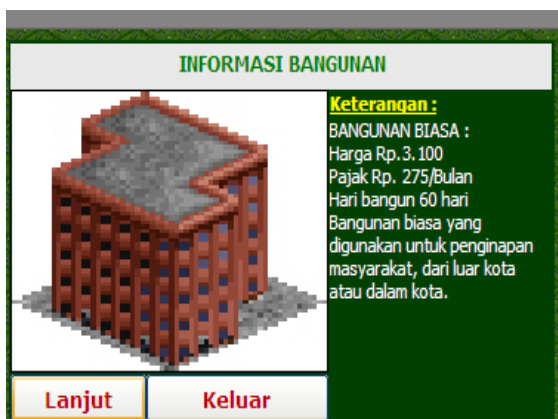 INFORMASI BANGUNAN
Keterangan :
BANGUNAN BIASA :
Harga Rp.3.100
Pajak Rp. 275/Bulan
Hari bangun 60 hari
Bangunan biasa yang
digunakan untuk penginapan
masyarakat, dari luar kota
atau dalam kota.
Lanjut
Keluar